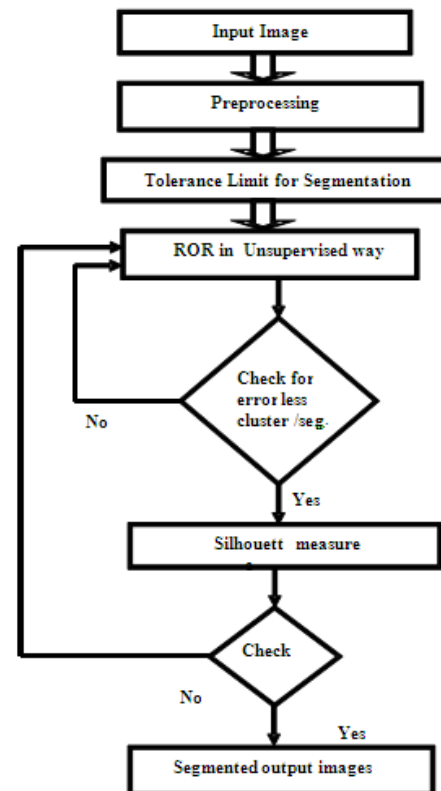 Input Image
Preprocessing
Tolerance Limit for Segmentation
ROR in Unsupervised way
Check for
error less
cluster /seg.
No
Yes
Silhouett measure
Check
No
Yes
Segmented output images